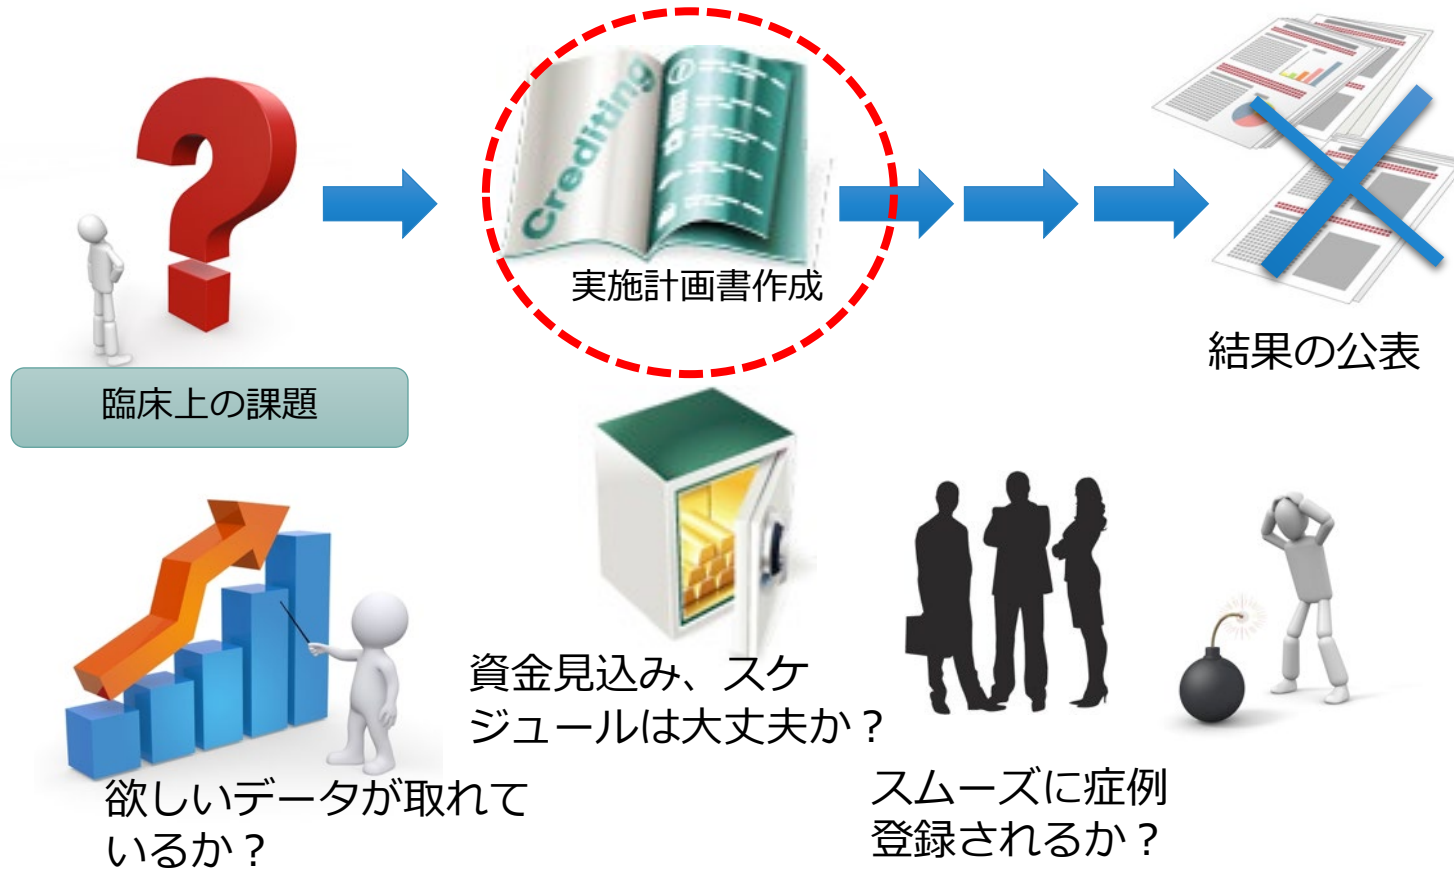 Crediting
実施計画書作成
結果の公表
臨床上の課題
資金見込み、スケ
ジュールは大丈夫か？
欲しいデータが取れて
いるか？
スムーズに症例
登録されるか？